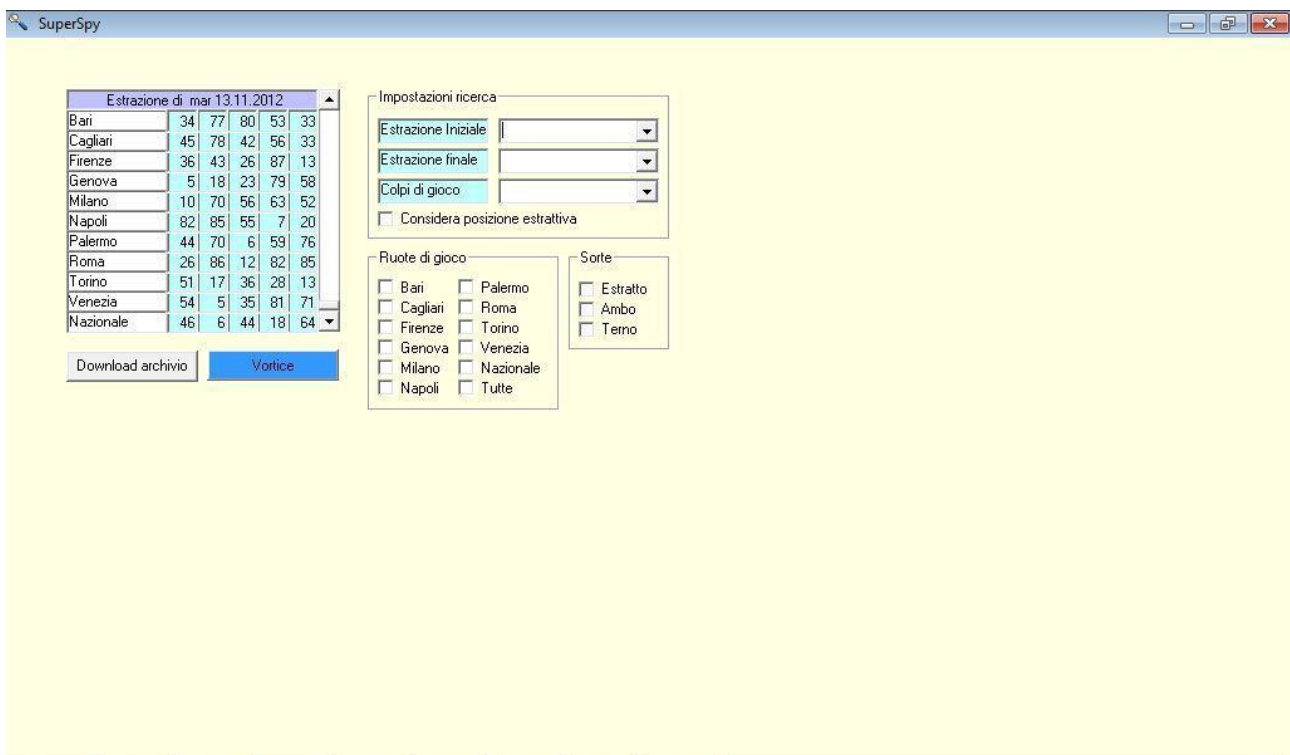 SuperSpy
Estrazione di mar 13.11.2012
Bari 34 77 80 53 33
Cagliari 45 78 42 56 33
Firenze 36 43 26 87 13
Genova 5 18 23 79 58
Milano 10 70 56 63 52
Napoli 82 85 55 7 20
Palermo 44 70 6 59 76
Roma 26 86 12 82 85
Torino 51 17 36 28 13
Venezia 54 5 35 81 71
Nazionale 46 6 44 18 64
Download archivio
Vortice
Impostazioni ricerca
Estrazione Iniziale
Estrazione finale
Colpi di gioco
Considera posizione estrattiva
Ruote di gioco
Bari Palermo
Cagliari Roma
Firenze Torino
Genova Venezia
Milano Nazionale
Napoli Tutte
Sorte
Estratto
Ambo
Terno